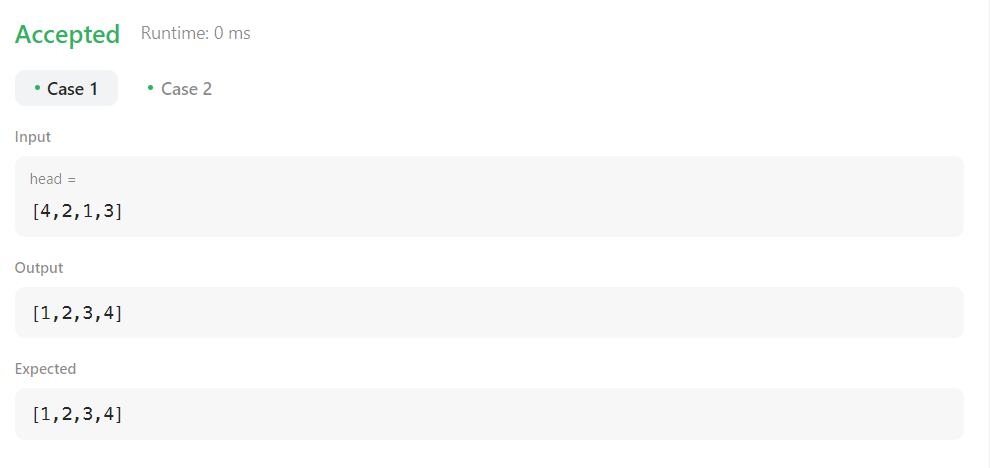 Accepted Runtime: 0 ms
• Case 1 • Case 2
Input
head =
[4,2,1,3]
Output
[1,2,3,4]
Expected
[1,2,3,4]